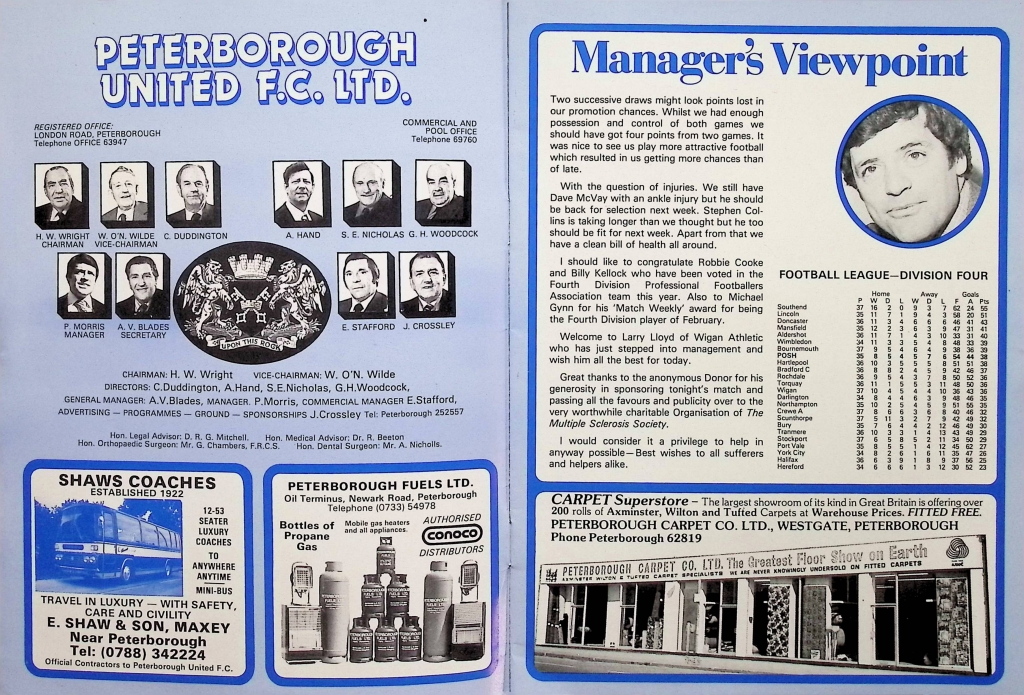 PETERBOROUGH
UNITED F.C. LTD.
REGISTERED OFFICE:
LONDON ROAD, PETERBOROUGH
Telephone OFFICE 63947
COMMERCIAL AND
POOL OFFICE
Telephone 69760
H. W. WRIGHT
CHAIRMAN
W. O'N. WILDE
VICE-CHAIRMAN
C. DUDDINGTON
A. HAND
S. E. NICHOLAS
G. H. WOODCOCK
P. MORRIS
MANAGER
A. V. BLADES
SECRETARY
UPON THIS ROCK
E. STAFFORD
J. CROSSLEY
CHAIRMAN: H. W. Wright VICE-CHAIRMAN: W. O'N. Wilde
DIRECTORS: C.Duddington, A.Hand, S.E.Nicholas, G.H.Woodcock,
GENERAL MANAGER: A.V.Blades, MANAGER. P.Morris, COMMERCIAL MANAGER E.Stafford,
ADVERTISING — PROGRAMMES — GROUND — SPONSORSHIPS J.Crossley Tel: Peterborough 252557
Hon. Legal Advisor: D. R. G. Mitchell. Hon. Medical Advisor: Dr. R. Beeton
Hon. Orthopaedic Surgeon: Mr. G. Chambers, F.R.C.S. Hon. Dental Surgeon: Mr. A. Nicholls.
SHAWS COACHES
ESTABLISHED 1922
12-53
SEATER
LUXURY
COACHES
TO
ANYWHERE
ANYTIME
MINI-BUS
TRAVEL IN LUXURY — WITH SAFETY,
CARE AND CIVILITY
E. SHAW & SON, MAXEY
Near Peterborough
Tel: (0788) 342224
Official Contractors to Peterborough United F.C.
PETERBOROUGH FUELS LTD.
Oil Terminus, Newark Road, Peterborough
Telephone (0733) 54978
Bottles of
Propane
Gas
Mobile gas heaters
and all appliances.
AUTHORISED
conoco
DISTRIBUTORS
Manager's Viewpoint
Two successive draws might look points lost in
our promotion chances. Whilst we had enough
possession and control of both games we
should have got four points from two games. It
was nice to see us play more attractive football
which resulted in us getting more chances than
of late.
With the question of injuries. We still have
Dave McVay with an ankle injury but he should
be back for selection next week. Stephen Col-
lins is taking longer than we thought but he too
should be fit for next week. Apart from that we
have a clean bill of health all around.
I should like to congratulate Robbie Cooke
and Billy Kellock who have been voted in the
Fourth Division Professional Footballers
Association team this year. Also to Michael
Gynn for his 'Match Weekly' award for being
the Fourth Division player of February.
Welcome to Larry Lloyd of Wigan Athletic
who has just stepped into management and
wish him all the best for today.
Great thanks to the anonymous Donor for his
generosity in sponsoring tonight's match and
passing all the favours and publicity over to the
very worthwhile charitable Organisation of The
Multiple Sclerosis Society.
I would consider it a privilege to help in
anyway possible—Best wishes to all sufferers
and helpers alike.
FOOTBALL LEAGUE—DIVISION FOUR
Home Away Goals
P W D L W D L F A Pts
Southend
Lincoln
Doncaster
Mansfield
Aldershot
Wimbledon
Bournemouth
POSH
Hartlepool
Bradford C
Rochdale
Torquay
Wigan
Darlington
Northampton
Crewe A
Scunthorpe
Bury
Tranmere
Stockport
Port Vale
York City
Halifax
Hereford
CARPET Superstore – The largest showroom of its kind in Great Britain is offering over
200 rolls of Axminster, Wilton and Tufted Carpets at Warehouse Prices. FITTED FREE.
PETERBOROUGH CARPET CO. LTD., WESTGATE, PETERBOROUGH
Phone Peterborough 62819
PETERBOROUGH CARPET CO. LTD. The Greatest Floor Show on Earth
AXMINSTER WILTON & TUFTED CARPET SPECIALISTS WE ARE NEVER KNOWINGLY UNDERSOLD ON FITTED CARPETS